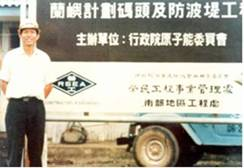 蘭嶼計劃碼頭及防波堤工
主辦單位：行政院原子能委員會
RSEA
榮民工程事業管理處
南部地區工程處